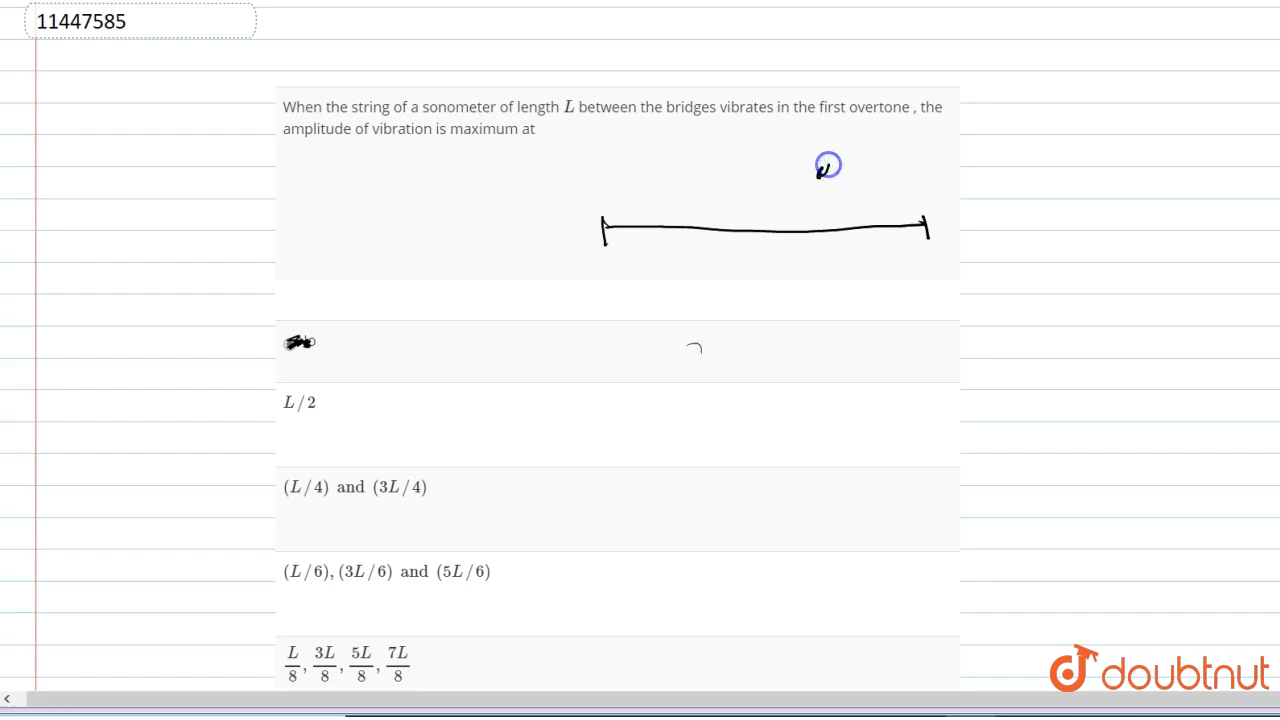 11447585
When the string of a sonometer of length L between the bridges vibrates in the first overtone , the
amplitude of vibration is maximum at
L / 2
(L / 4) and (3L / 4)
(L / 6), (3L / 6) and (5L / 6)
L/8, 3L/8, 5L/8, 7L/8
doubtnut